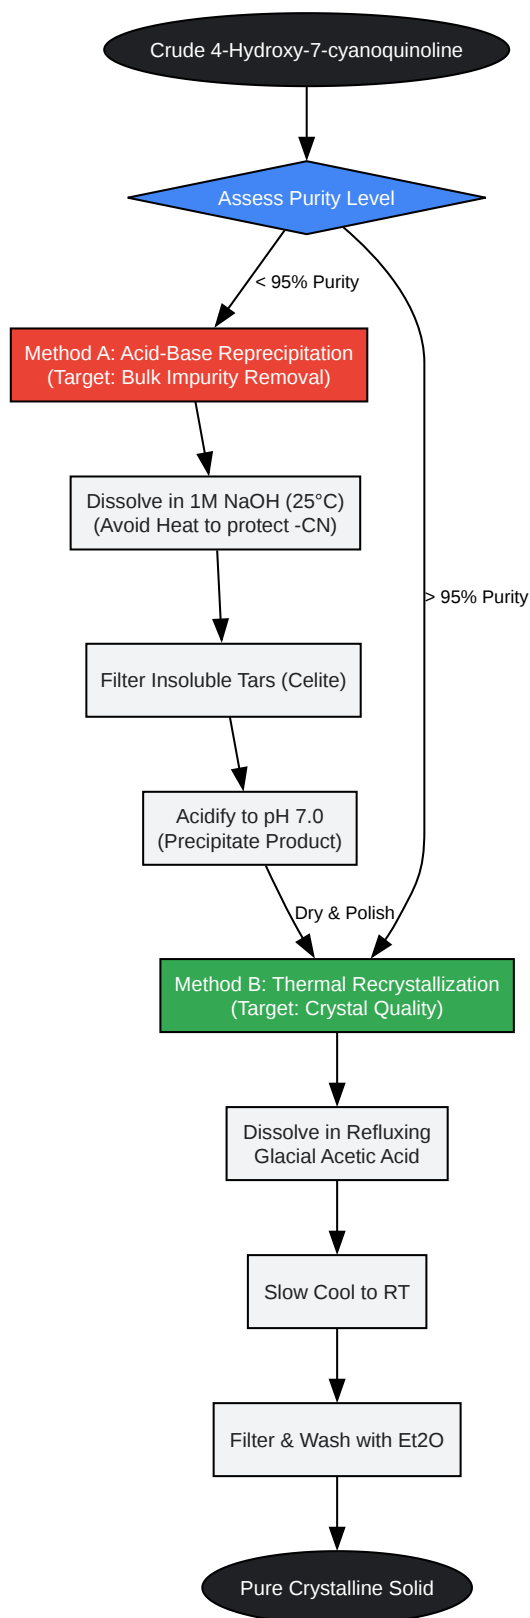 Crude 4-Hydroxy-7-cyanoquinoline
Assess Purity Level
< 95% Purity
Method A: Acid-Base Reprecipitation
(Target: Bulk Impurity Removal)
Dissolve in 1M NaOH (25°C)
(Avoid Heat to protect -CN)
> 95% Purity
Filter Insoluble Tars (Celite)
Acidify to pH 7.0
(Precipitate Product)
Dry & Polish
Method B: Thermal Recrystallization
(Target: Crystal Quality)
Dissolve in Refluxing
Glacial Acetic Acid
Slow Cool to RT
Filter & Wash with Et2O
Pure Crystalline Solid